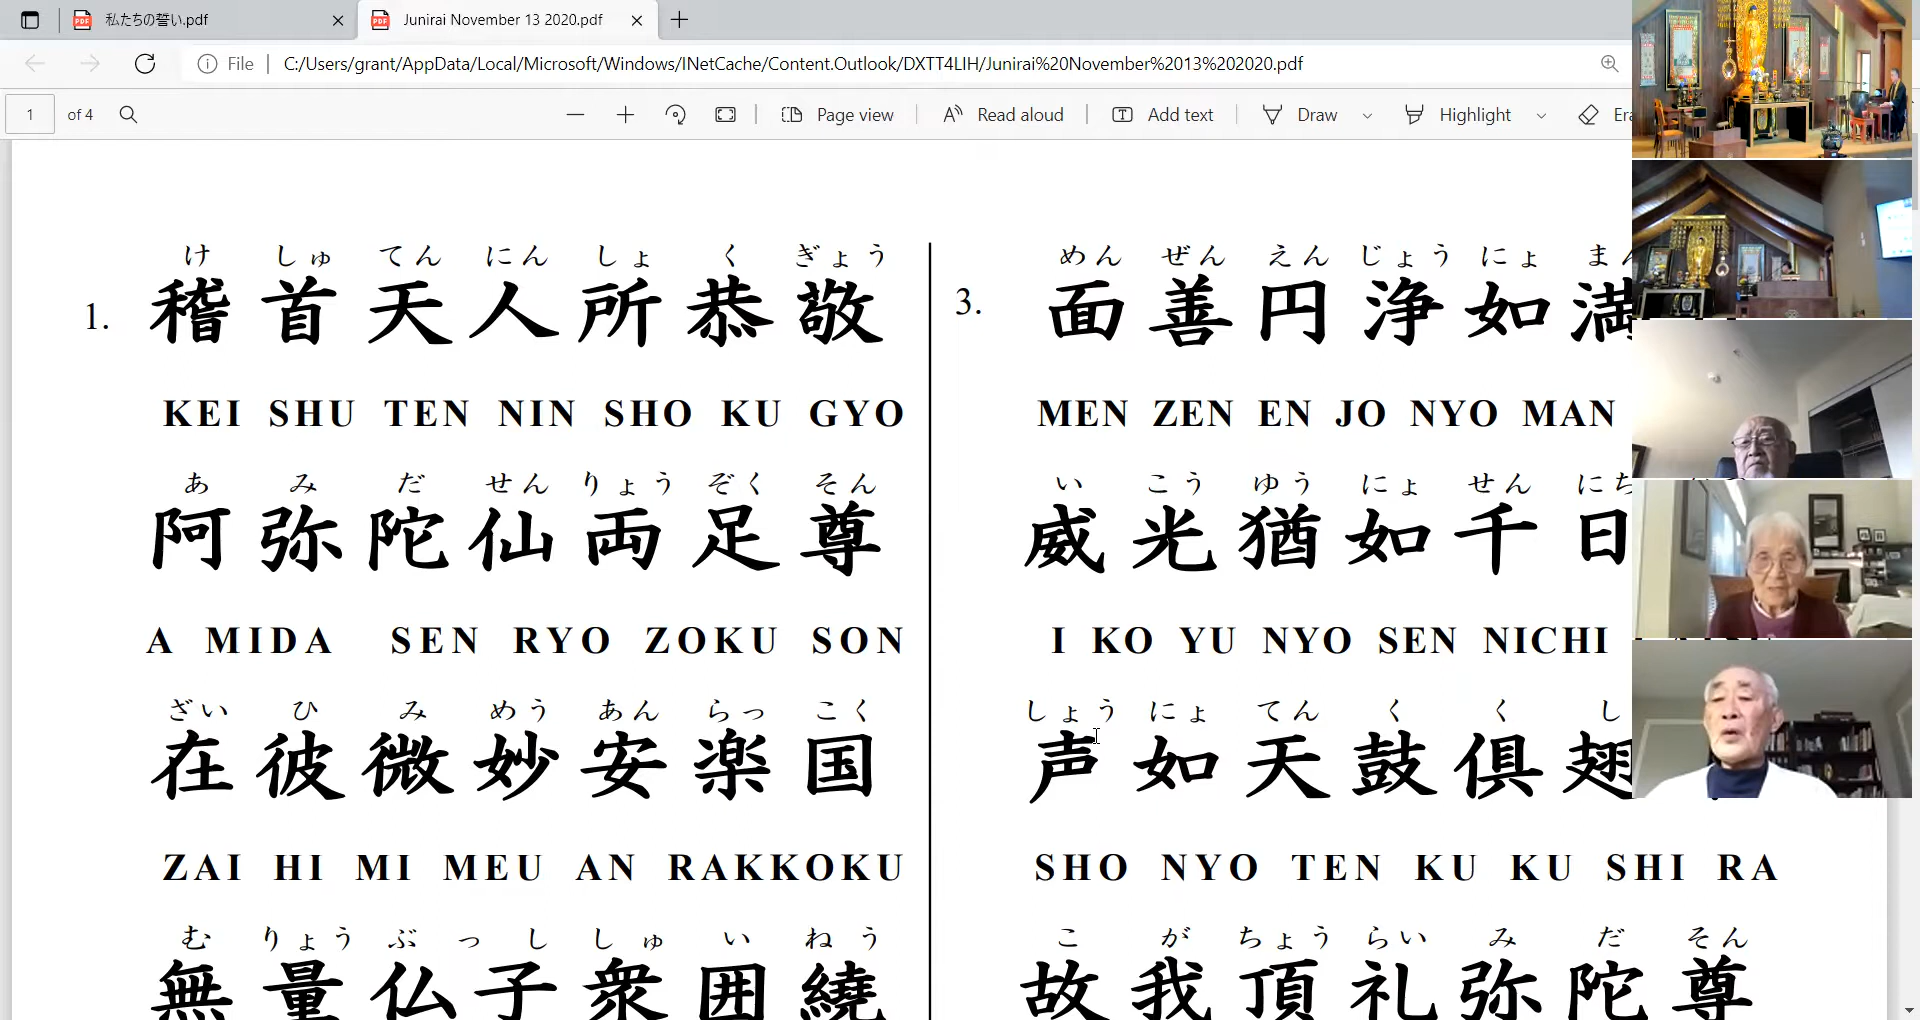 私たちの誓い.pdf
Junirai November 13 2020.pdf
File
C:/Users/grant/AppData/Local/Microsoft/Windows/INetCache/Content.Outlook/DXTT4LIH/Junirai%20November%2013%202020.pdf
1 of 4
Page view
Read aloud
Add text
Draw
Highlight
け しゅ てん にん しょ く ぎょう
1. 稽首天人所恭敬
KEI SHU TEN NIN SHO KU GYO
あ み だ せん りょう ぞく そん
阿弥陀仙両足尊
A MIDA SEN RYO ZOKU SON
ざい ひ み めう あん らっ こく
在彼微妙安楽国
ZAI HI MI MEU AN RAKKOKU
む りょう ぶっ し しゅ い ねう
無量仏子衆囲繞
めん ぜん えん じょう にょ まん
3. 面善円浄如満
MEN ZEN EN JO NYO MAN
い こう ゆう にょ せん にち
威光猶如千日
I KO YU NYO SEN NICHI
しょう にょ てん く く し
声如天鼓倶翅
SHO NYO TEN KU KU SHI RA
こ が ちょう らい み だ そん
故我頂礼弥陀尊